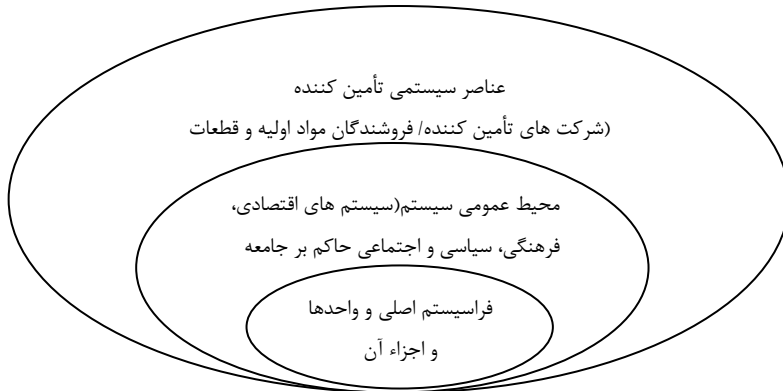 عناصر سیستمی تأمین کننده
(شرکت های تأمین کننده/ فروشندگان مواد اولیه و قطعات
محیط عمومی سیستم(سیستم های اقتصادی،
فرهنگی، سیاسی و اجتماعی حاکم بر جامعه
فراسیستم اصلی و واحدها
و اجزاء آن